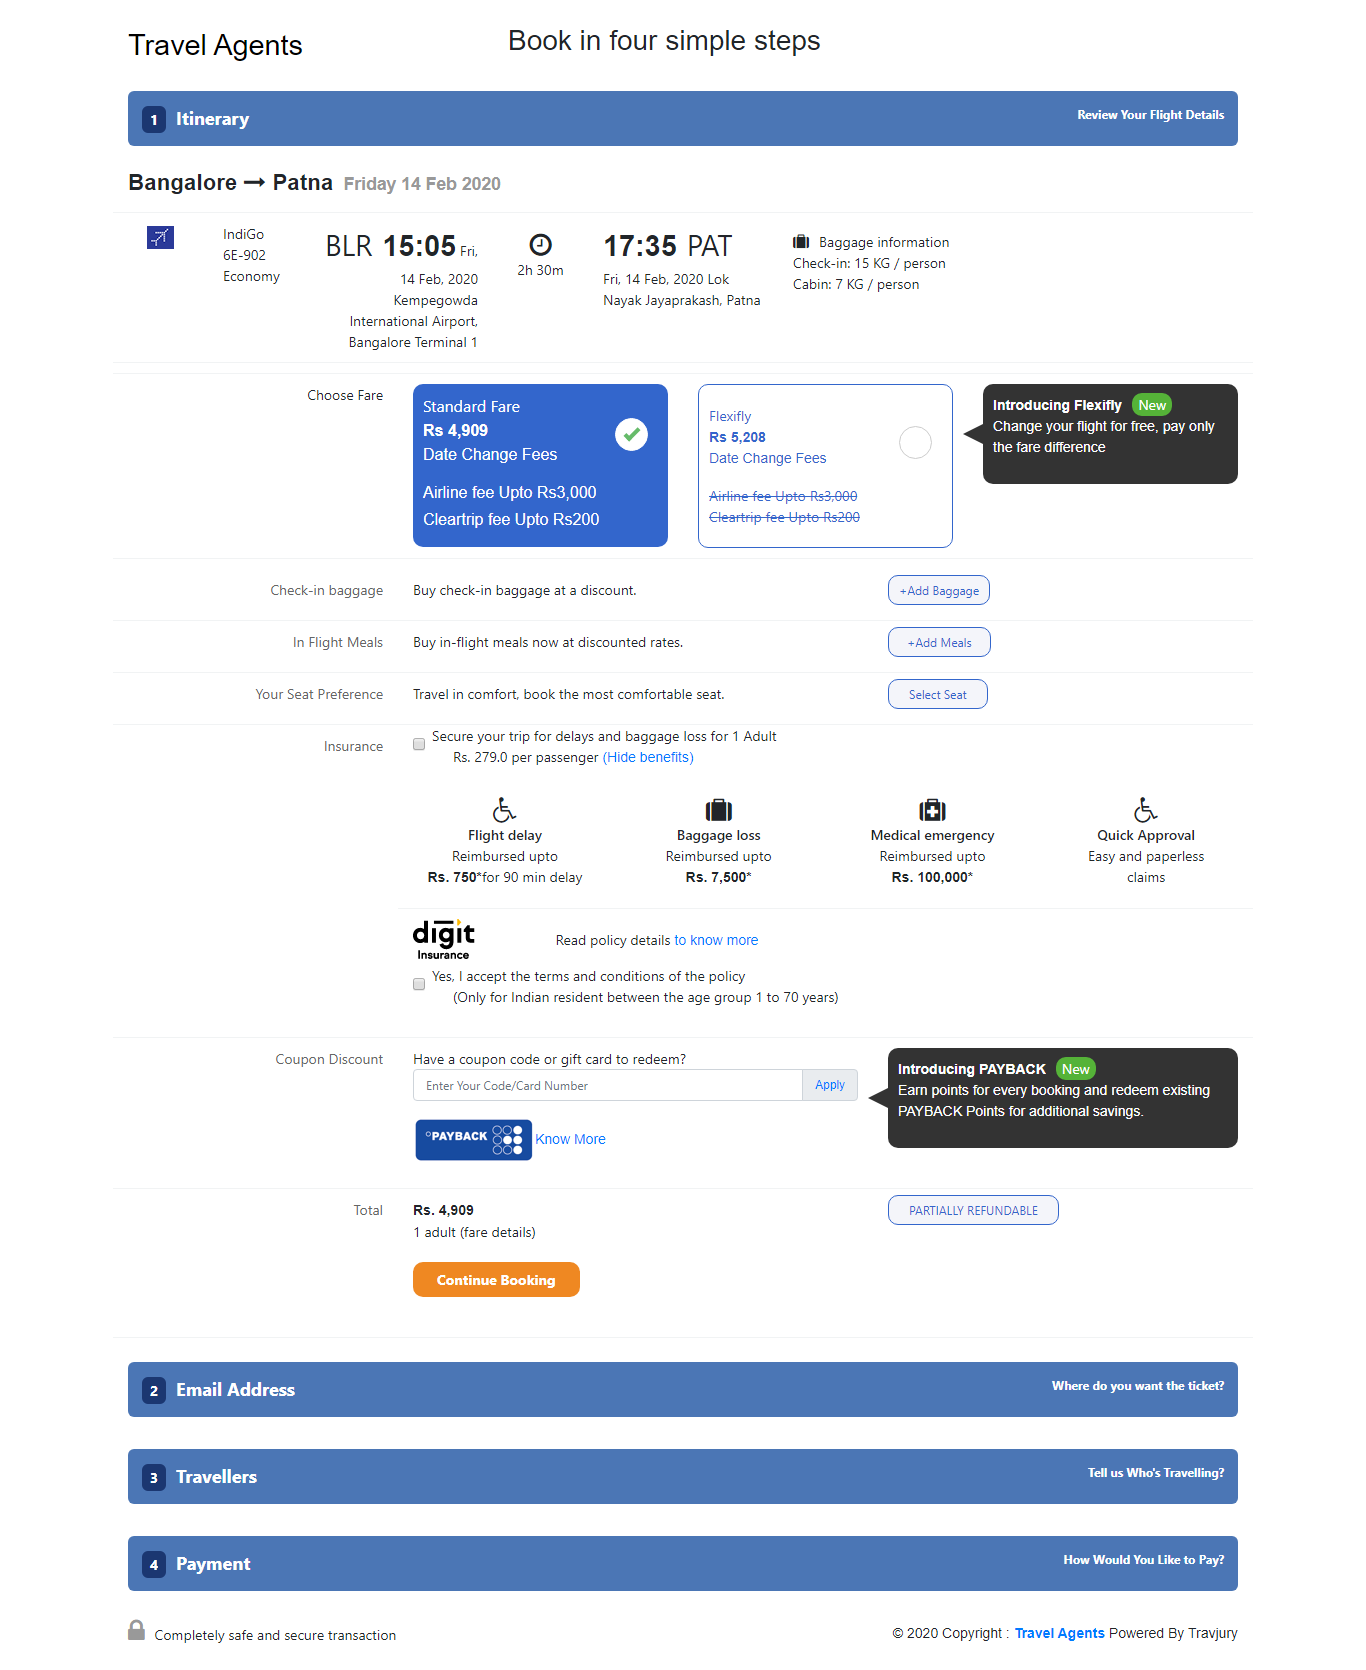 Travel Agents
Book in four simple steps
1 Itinerary
Review Your Flight Details
Bangalore → Patna Friday 14 Feb 2020
IndiGo
6E-902
Economy
BLR 15:05 Fri,
14 Feb, 2020
Kempegowda
International Airport,
Bangalore Terminal 1
2h 30m
17:35 PAT
Fri, 14 Feb, 2020 Lok
Nayak Jayaprakash, Patna
Baggage information
Check-in: 15 KG / person
Cabin: 7 KG / person
Choose Fare
Standard Fare
Rs 4,909
Date Change Fees
Airline fee Upto Rs3,000
Cleartrip fee Upto Rs200
Flexifly
Rs 5,208
Date Change Fees
Airline fee Upto Rs3,000
Cleartrip fee Upto Rs200
Introducing Flexifly New
Change your flight for free, pay only
the fare difference
Check-in baggage
Buy check-in baggage at a discount.
+Add Baggage
In Flight Meals
Buy in-flight meals now at discounted rates.
+Add Meals
Your Seat Preference
Travel in comfort, book the most comfortable seat.
Select Seat
Insurance
Secure your trip for delays and baggage loss for 1 Adult
Rs. 279.0 per passenger (Hide benefits)
Flight delay
Reimbursed upto
Rs. 750*for 90 min delay
Baggage loss
Reimbursed upto
Rs. 7,500*
Medical emergency
Reimbursed upto
Rs. 100,000*
Quick Approval
Easy and paperless
claims
digit
Insurance
Read policy details to know more
Yes, I accept the terms and conditions of the policy
(Only for Indian resident between the age group 1 to 70 years)
Coupon Discount
Have a coupon code or gift card to redeem?
Enter Your Code/Card Number
Apply
PAYBACK
Know More
Introducing PAYBACK New
Earn points for every booking and redeem existing
PAYBACK Points for additional savings.
Total
Rs. 4,909
1 adult (fare details)
PARTIALLY REFUNDABLE
Continue Booking
2 Email Address
Where do you want the ticket?
3 Travellers
Tell us Who's Travelling?
4 Payment
How Would You Like to Pay?
Completely safe and secure transaction
© 2020 Copyright : Travel Agents Powered By Travjury